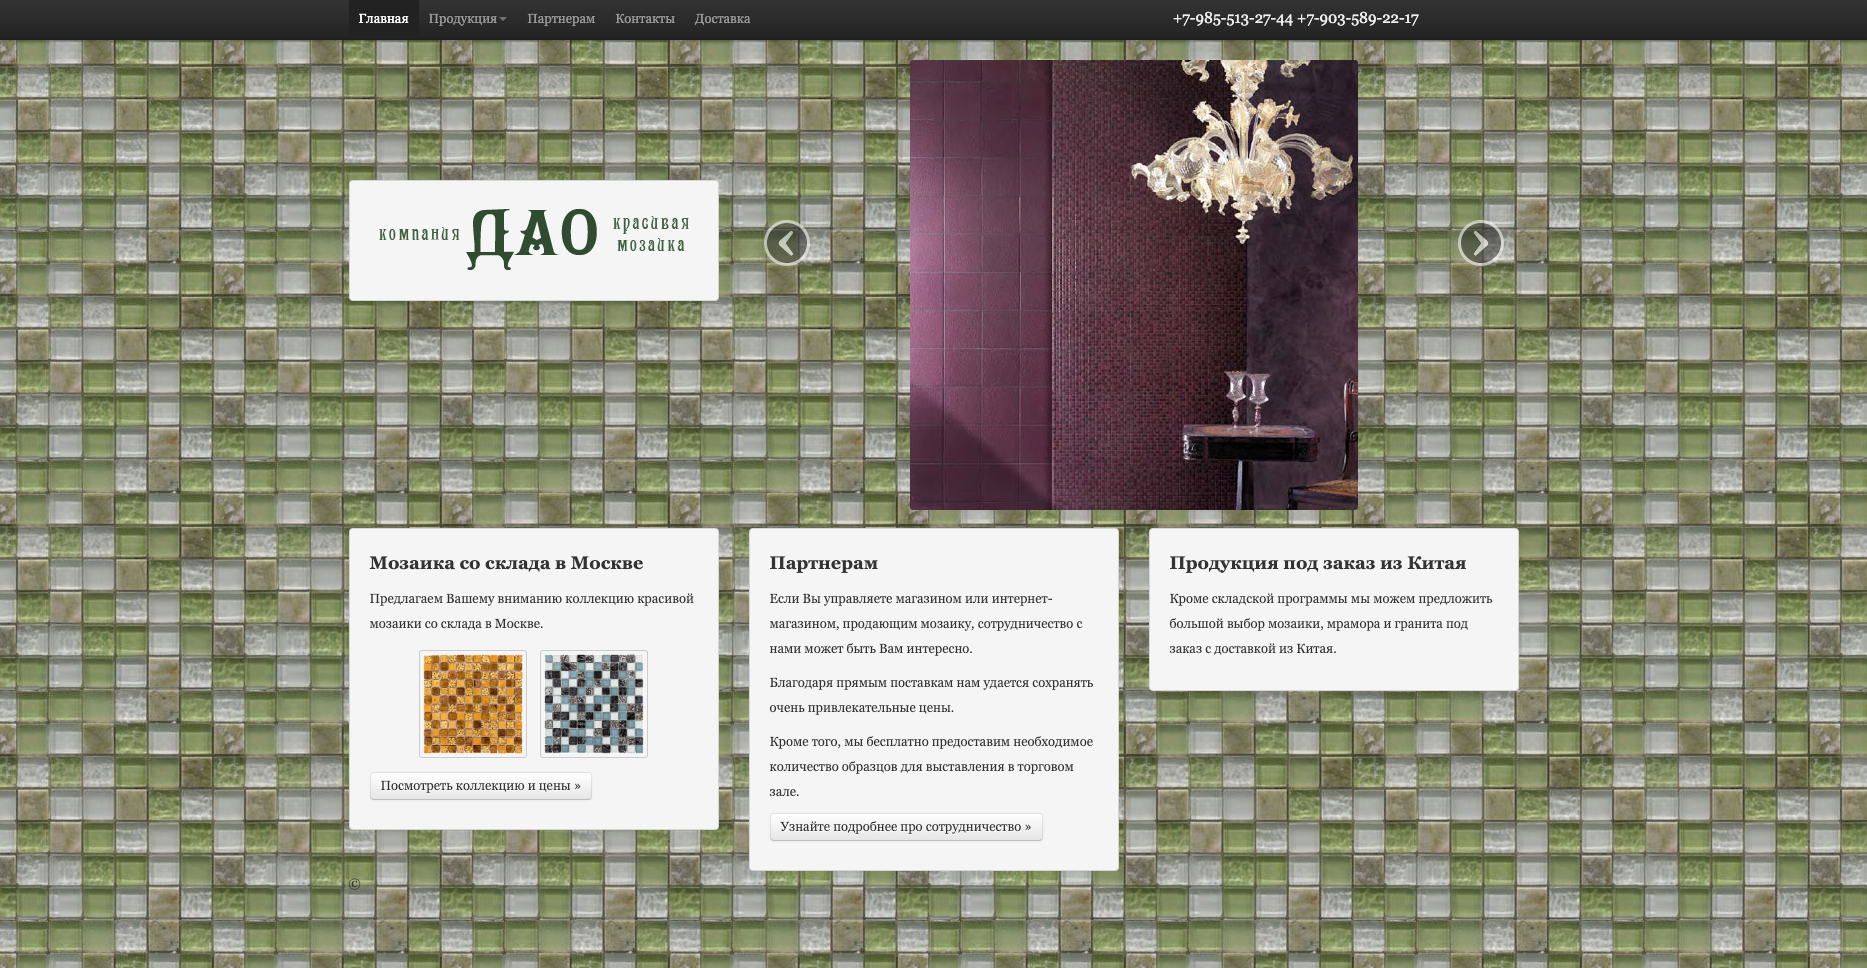 Главная Продукция Партнерам Контакты Доставка +7-985-513-27-44 +7-903-589-22-17
компания ДАО красивая
мозаика
Мозаика со склада в Москве
Предлагаем Вашему вниманию коллекцию красивой
мозаики со склада в Москве.
Посмотреть коллекцию и цены »
Партнерам
Если Вы управляете магазином или интернет-
магазином, продающим мозаику, сотрудничество с
нами может быть Вам интересно.
Благодаря прямым поставкам нам удается сохранять
очень привлекательные цены.
Кроме того, мы бесплатно предоставим необходимое
количество образцов для выставления в торговом
зале.
Узнайте подробнее про сотрудничество »
Продукция под заказ из Китая
Кроме складской программы мы можем предложить
большой выбор мозаики, мрамора и гранита под
заказ с доставкой из Китая.
©